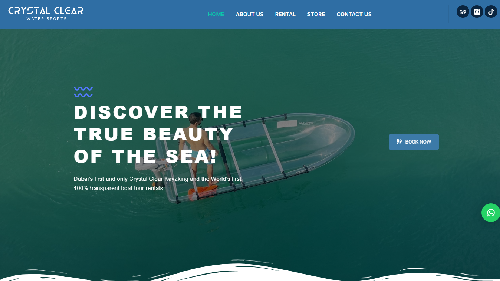 CRYSTAL CLEAR
WATER SPORTS
HOME
ABOUT US
RENTAL
STORE
CONTACT US
DISCOVER THE
TRUE BEAUTY
OF THE SEA!
Dubai's first and only Crystal Clear Kayaking and the World's first
100% transparent boat tour rentals
BOOK NOW